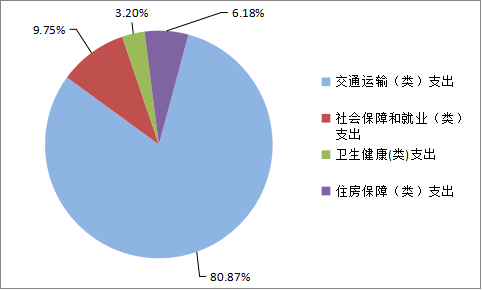 3.20%
6.18%
9.75%
交通运输（类）支出
社会保障和就业（类）
支出
卫生健康(类)支出
住房保障（类）支出
80.87%